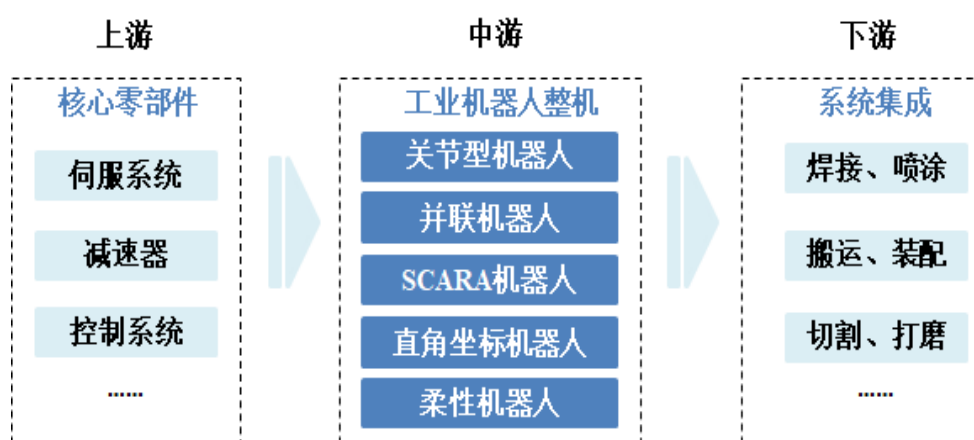 上游
核心零部件
伺服系统
减速器
控制系统
……
中游
工业机器人整机
关节型机器人
并联机器人
SCARA机器人
直角坐标机器人
柔性机器人
下游
系统集成
焊接、喷涂
搬运、装配
切割、打磨
……